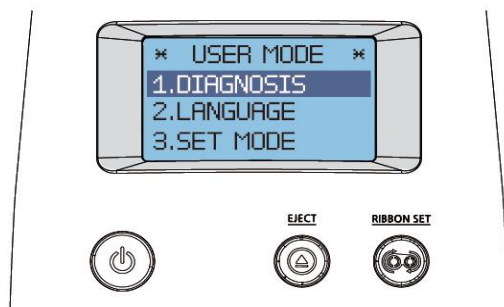 * USER MODE *
1.DIAGNOSIS
2.LANGUAGE
3.SET MODE
EJECT RIBBON SET